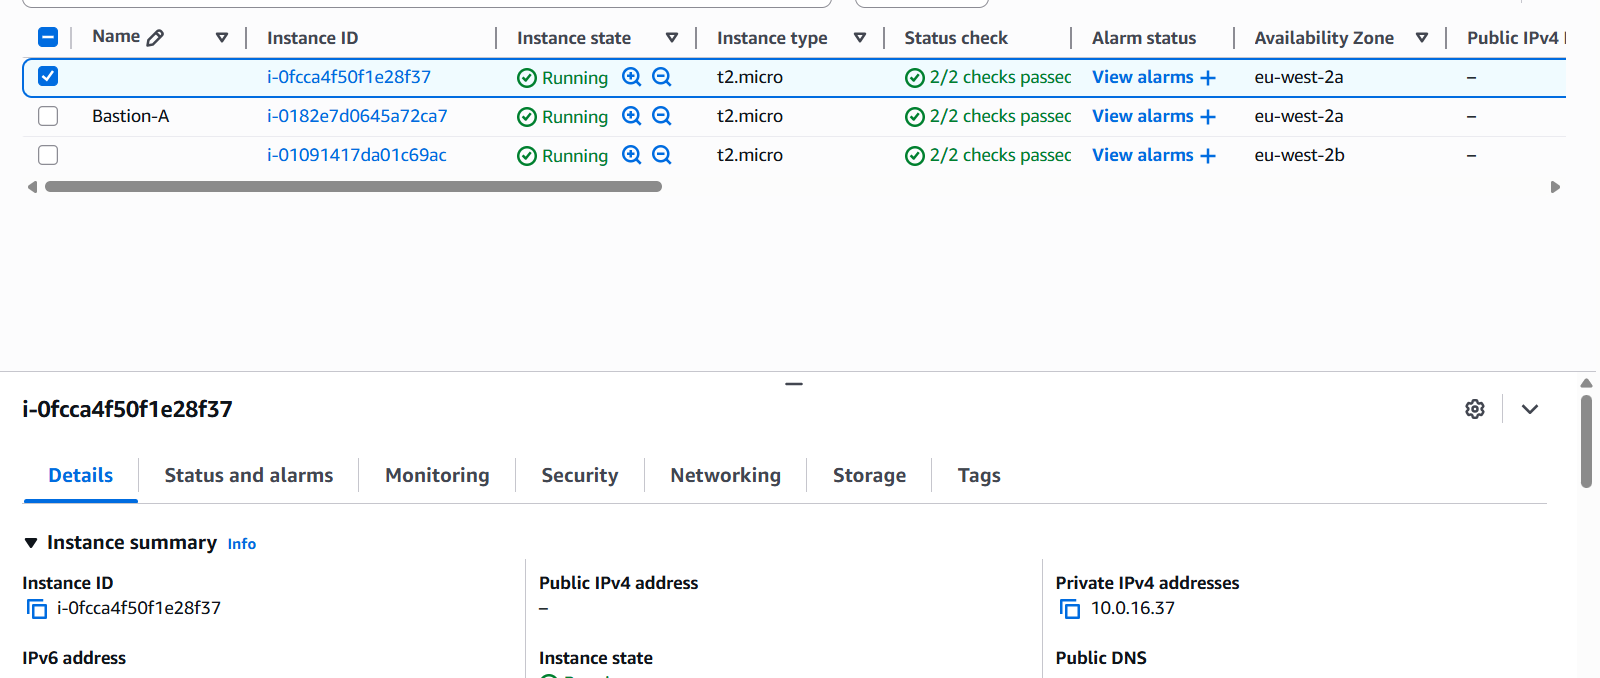 Name Instance ID Instance state Instance type Status check Alarm status Availability Zone Public IPv4
i-0fcca4f50f1e28f37 Running t2.micro 2/2 checks passed View alarms + eu-west-2a –
Bastion-A i-0182e7d0645a72ca7 Running t2.micro 2/2 checks passed View alarms + eu-west-2a –
i-01091417da01c69ac Running t2.micro 2/2 checks passed View alarms + eu-west-2b –
i-0fcca4f50f1e28f37
Details Status and alarms Monitoring Security Networking Storage Tags
Instance summary Info
Instance ID Public IPv4 address Private IPv4 addresses
i-0fcca4f50f1e28f37 – 10.0.16.37
IPv6 address Instance state Public DNS